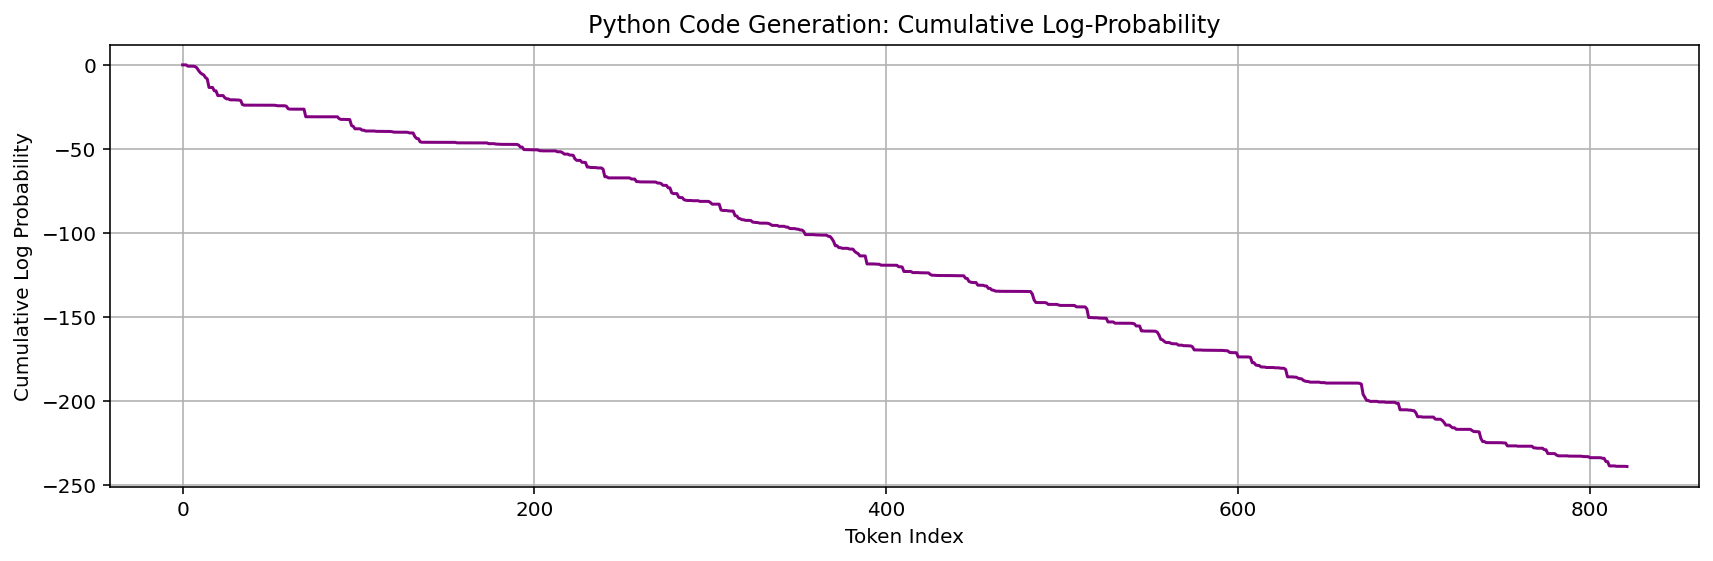 Python Code Generation: Cumulative Log-Probability
Cumulative Log Probability
0
−50
−100
−150
−200
−250
0 200 400 600 800
Token Index